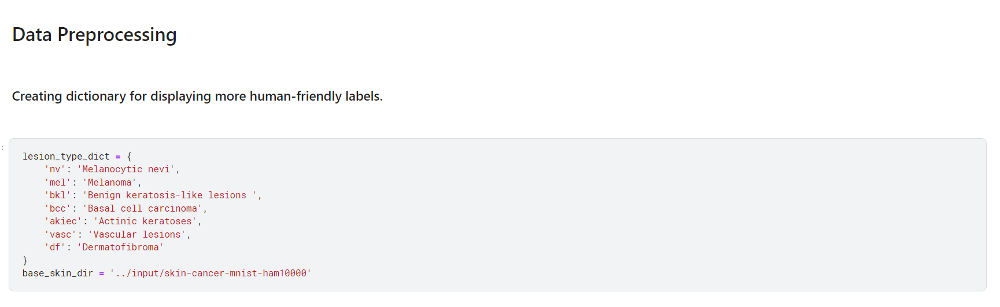 Data Preprocessing
Creating dictionary for displaying more human-friendly labels.
:
lesion_type_dict = {
    'nv': 'Melanocytic nevi',
    'mel': 'Melanoma',
    'bkl': 'Benign keratosis-like lesions ',
    'bcc': 'Basal cell carcinoma',
    'akiec': 'Actinic keratoses',
    'vasc': 'Vascular lesions',
    'df': 'Dermatofibroma'
}
base_skin_dir = '../input/skin-cancer-mnist-ham10000'